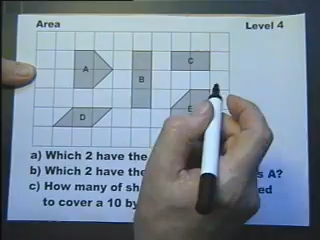 Area Level 4
A
B
C
D
E
a) Which 2 have the
b) Which 2 have the s A?
c) How many of sh ed
to cover a 10 by